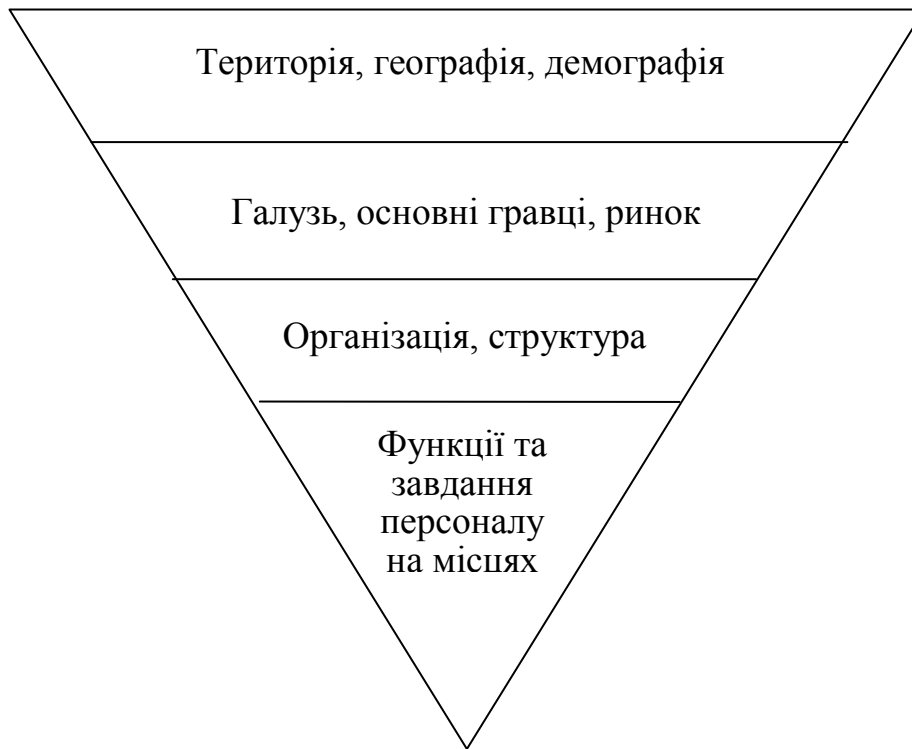 Територія, географія, демографія
Галузь, основні гравці, ринок
Організація, структура
Функції та
завдання
персоналу
на місцях